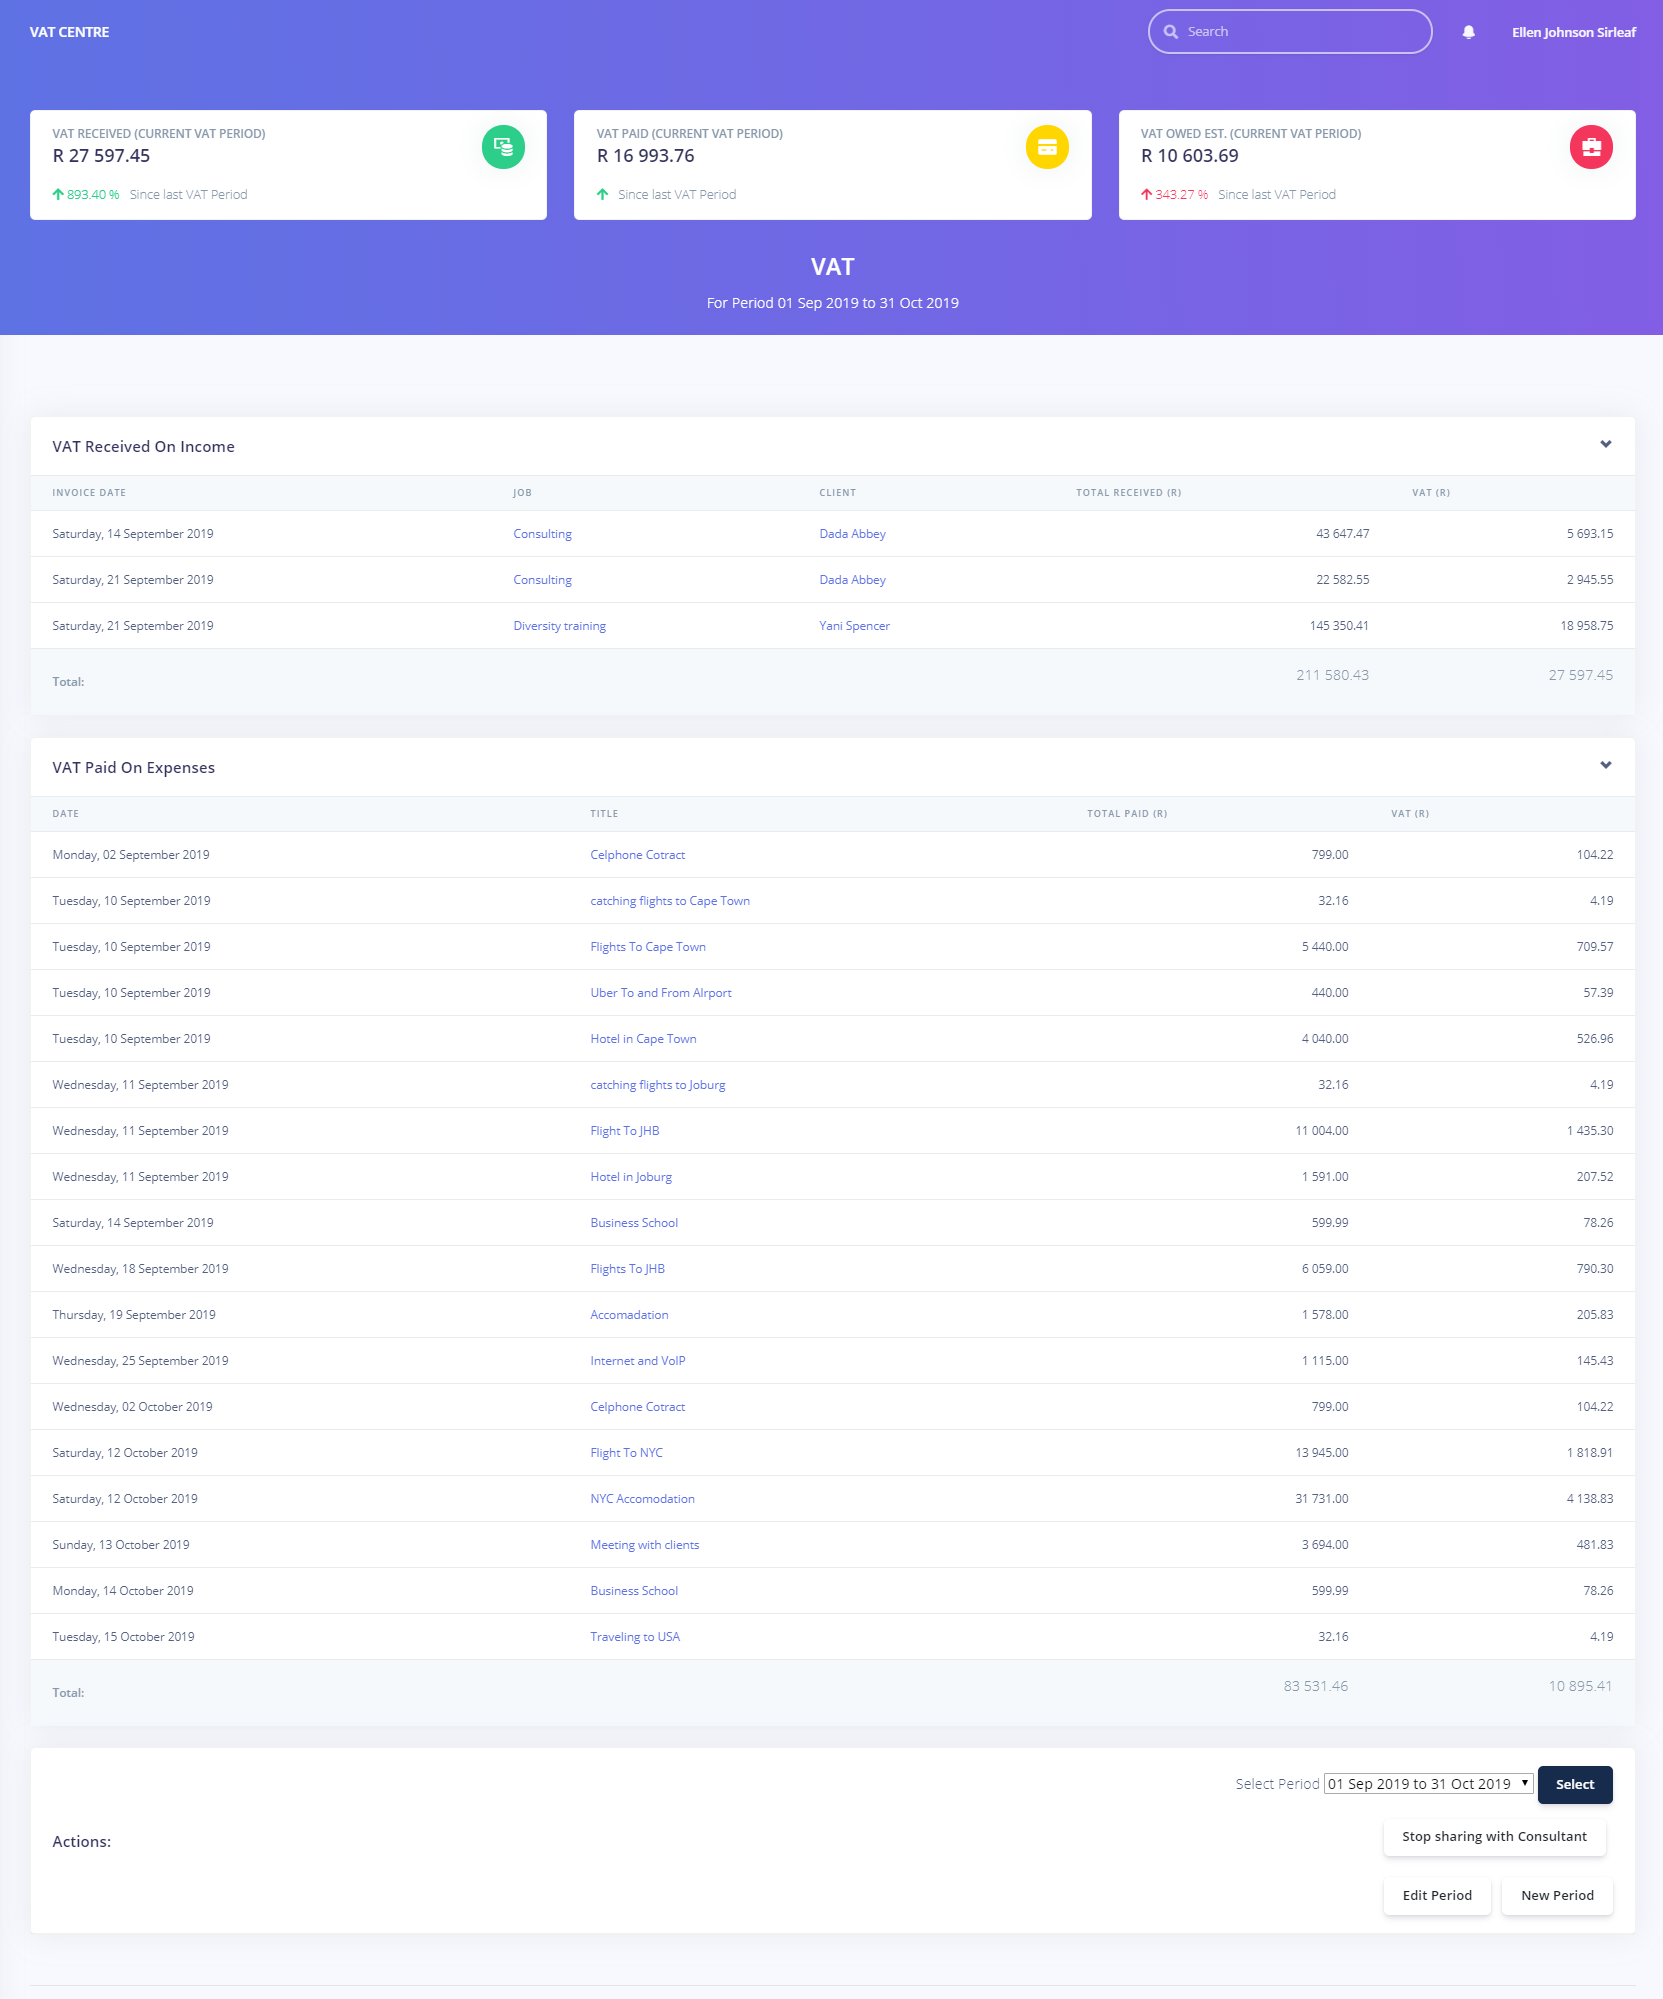 VAT CENTRE
Search
Ellen Johnson Sirleaf
VAT RECEIVED (CURRENT VAT PERIOD)
R 27 597.45
893.40 % Since last VAT Period
VAT PAID (CURRENT VAT PERIOD)
R 16 993.76
Since last VAT Period
VAT OWED EST. (CURRENT VAT PERIOD)
R 10 603.69
343.27 % Since last VAT Period
VAT
For Period 01 Sep 2019 to 31 Oct 2019
VAT Received On Income
INVOICE DATE JOB CLIENT TOTAL RECEIVED (R) VAT (R)
Saturday, 14 September 2019 Consulting Dada Abbey 43 647.47 5 693.15
Saturday, 21 September 2019 Consulting Dada Abbey 22 582.55 2 945.55
Saturday, 21 September 2019 Diversity training Yani Spencer 145 350.41 18 958.75
Total: 211 580.43 27 597.45
VAT Paid On Expenses
DATE TITLE TOTAL PAID (R) VAT (R)
Monday, 02 September 2019 Celphone Cotract 799.00 104.22
Tuesday, 10 September 2019 catching flights to Cape Town 32.16 4.19
Tuesday, 10 September 2019 Flights To Cape Town 5 440.00 709.57
Tuesday, 10 September 2019 Uber To and From AIrport 440.00 57.39
Tuesday, 10 September 2019 Hotel in Cape Town 4 040.00 526.96
Wednesday, 11 September 2019 catching flights to Joburg 32.16 4.19
Wednesday, 11 September 2019 Flight To JHB 11 004.00 1 435.30
Wednesday, 11 September 2019 Hotel in Joburg 1 591.00 207.52
Saturday, 14 September 2019 Business School 599.99 78.26
Wednesday, 18 September 2019 Flights To JHB 6 059.00 790.30
Thursday, 19 September 2019 Accomadation 1 578.00 205.83
Wednesday, 25 September 2019 Internet and VoIP 1 115.00 145.43
Wednesday, 02 October 2019 Celphone Cotract 799.00 104.22
Saturday, 12 October 2019 Flight To NYC 13 945.00 1 818.91
Saturday, 12 October 2019 NYC Accomodation 31 731.00 4 138.83
Sunday, 13 October 2019 Meeting with clients 3 694.00 481.83
Monday, 14 October 2019 Business School 599.99 78.26
Tuesday, 15 October 2019 Traveling to USA 32.16 4.19
Total: 83 531.46 10 895.41
Select Period 01 Sep 2019 to 31 Oct 2019 Select
Actions:
Stop sharing with Consultant
Edit Period New Period